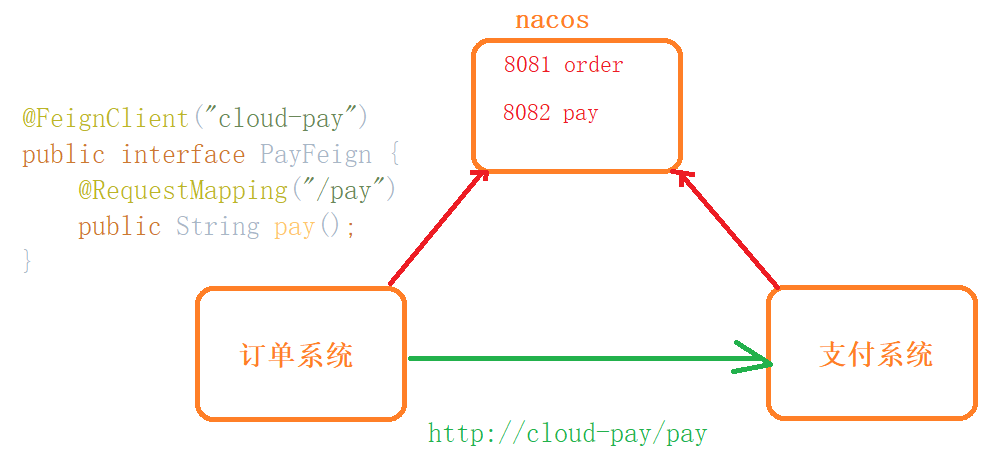 nacos
8081 order
8082 pay
@FeignClient("cloud-pay")
public interface PayFeign {
@RequestMapping("/pay")
public String pay();
}
订单系统
支付系统
http://cloud-pay/pay